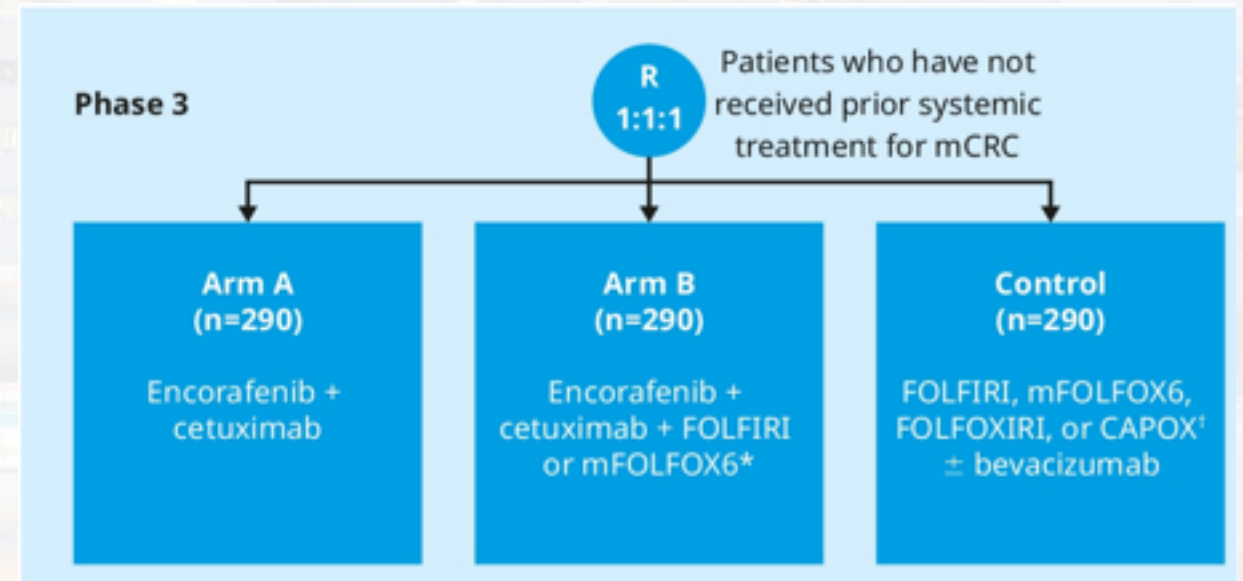 Phase 3
R
1:1:1
Patients who have not
received prior systemic
treatment for mCRC
Arm A
(n=290)
Encorafenib +
cetuximab
Arm B
(n=290)
Encorafenib +
cetuximab + FOLFIRI
or mFOLFOX6*
Control
(n=290)
FOLFIRI, mFOLFOX6,
FOLFOXIRI, or CAPOX†
± bevacizumab